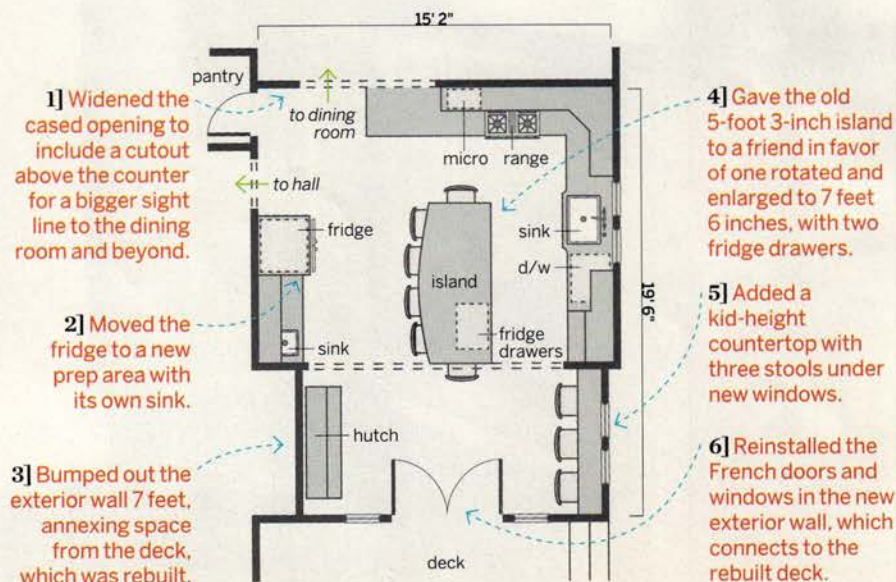 15' 2"
pantry
to dining
room
to hall
micro
range
fridge
sink
island
sink
d/w
fridge
drawers
19' 6"
hutch
deck
1] Widened the
cased opening to
include a cutout
above the counter
for a bigger sight
line to the dining
room and beyond.
2] Moved the
fridge to a new
prep area with
its own sink.
3] Bumped out the
exterior wall 7 feet,
annexing space
from the deck,
which was rebuilt.
4] Gave the old
5-foot 3-inch island
to a friend in favor
of one rotated and
enlarged to 7 feet
6 inches, with two
fridge drawers.
5] Added a
kid-height
countertop with
three stools under
new windows.
6] Reinstalled the
French doors and
windows in the new
exterior wall, which
connects to the
rebuilt deck.